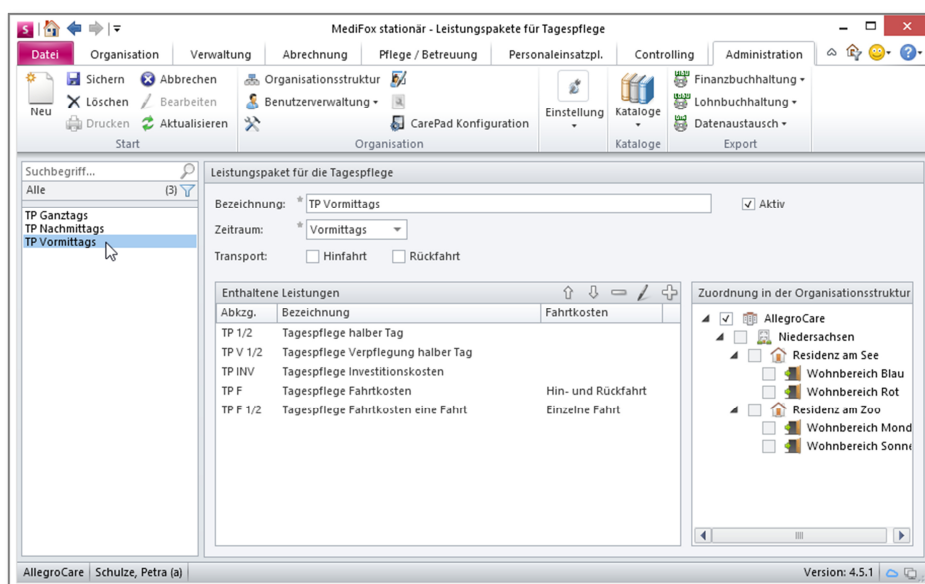 MediFox stationär - Leistungspakete für Tagespflege
Datei Organisation Verwaltung Abrechnung Pflege / Betreuung Personaleinsatzpl. Controlling Administration
Neu
Sichern Abbrechen
Löschen Bearbeiten
Drucken Aktualisieren
Start
Organisationsstruktur
Benutzerverwaltung
CarePad Konfiguration
Organisation
Einstellung
Kataloge
Kataloge
Finanzbuchhaltung
Lohnbuchhaltung
Datenaustausch
Export
Suchbegriff...
Alle (3)
TP Ganztags
TP Nachmittags
TP Vormittags
Leistungspaket für die Tagespflege
Bezeichnung: * TP Vormittags Aktiv
Zeitraum: * Vormittags
Transport: Hinfahrt Rückfahrt
Enthaltene Leistungen
Abkzg. Bezeichnung Fahrtkosten
TP 1/2 Tagespflege halber Tag
TP V 1/2 Tagespflege Verpflegung halber Tag
TP INV Tagespflege Investitionskosten
TP F Tagespflege Fahrtkosten Hin- und Rückfahrt
TP F 1/2 Tagespflege Fahrtkosten eine Fahrt Einzelne Fahrt
Zuordnung in der Organisationsstruktur
AllegroCare
Niedersachsen
Residenz am See
Wohnbereich Blau
Wohnbereich Rot
Residenz am Zoo
Wohnbereich Mond
Wohnbereich Sonne
AllegroCare Schulze, Petra (a) Version: 4.5.1